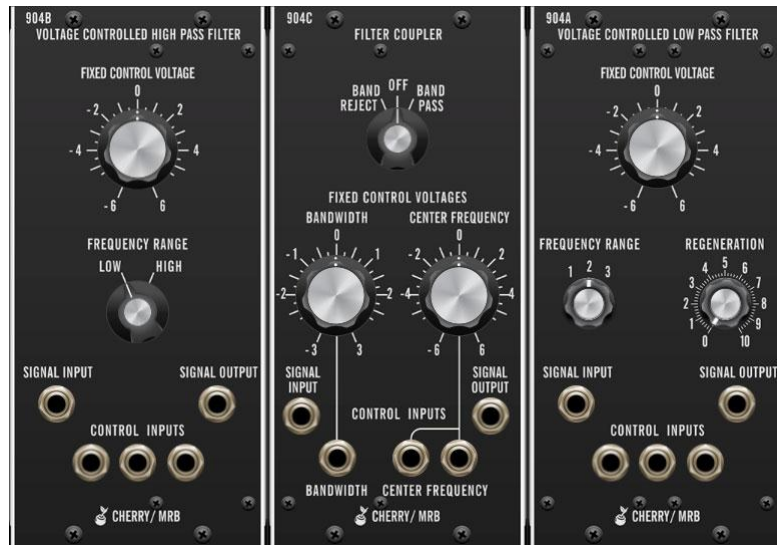 904B
VOLTAGE CONTROLLED HIGH PASS FILTER
FIXED CONTROL VOLTAGE
0
-2 2
-4 4
-6 6
FREQUENCY RANGE
LOW HIGH
SIGNAL INPUT SIGNAL OUTPUT
CONTROL INPUTS
CHERRY/ MRB
904C
FILTER COUPLER
OFF
BAND REJECT
BAND PASS
FIXED CONTROL VOLTAGES
BANDWIDTH CENTER FREQUENCY
0 0
-1 1 -2 2
-2 2 -4 4
-3 3 -6 6
SIGNAL INPUT
SIGNAL OUTPUT
CONTROL INPUTS
BANDWIDTH CENTER FREQUENCY
CHERRY/ MRB
904A
VOLTAGE CONTROLLED LOW PASS FILTER
FIXED CONTROL VOLTAGE
0
-2 2
-4 4
-6 6
FREQUENCY RANGE REGENERATION
1 2 3
0 1 2 3 4 5 6 7 8 9 10
SIGNAL INPUT SIGNAL OUTPUT
CONTROL INPUTS
CHERRY/ MRB